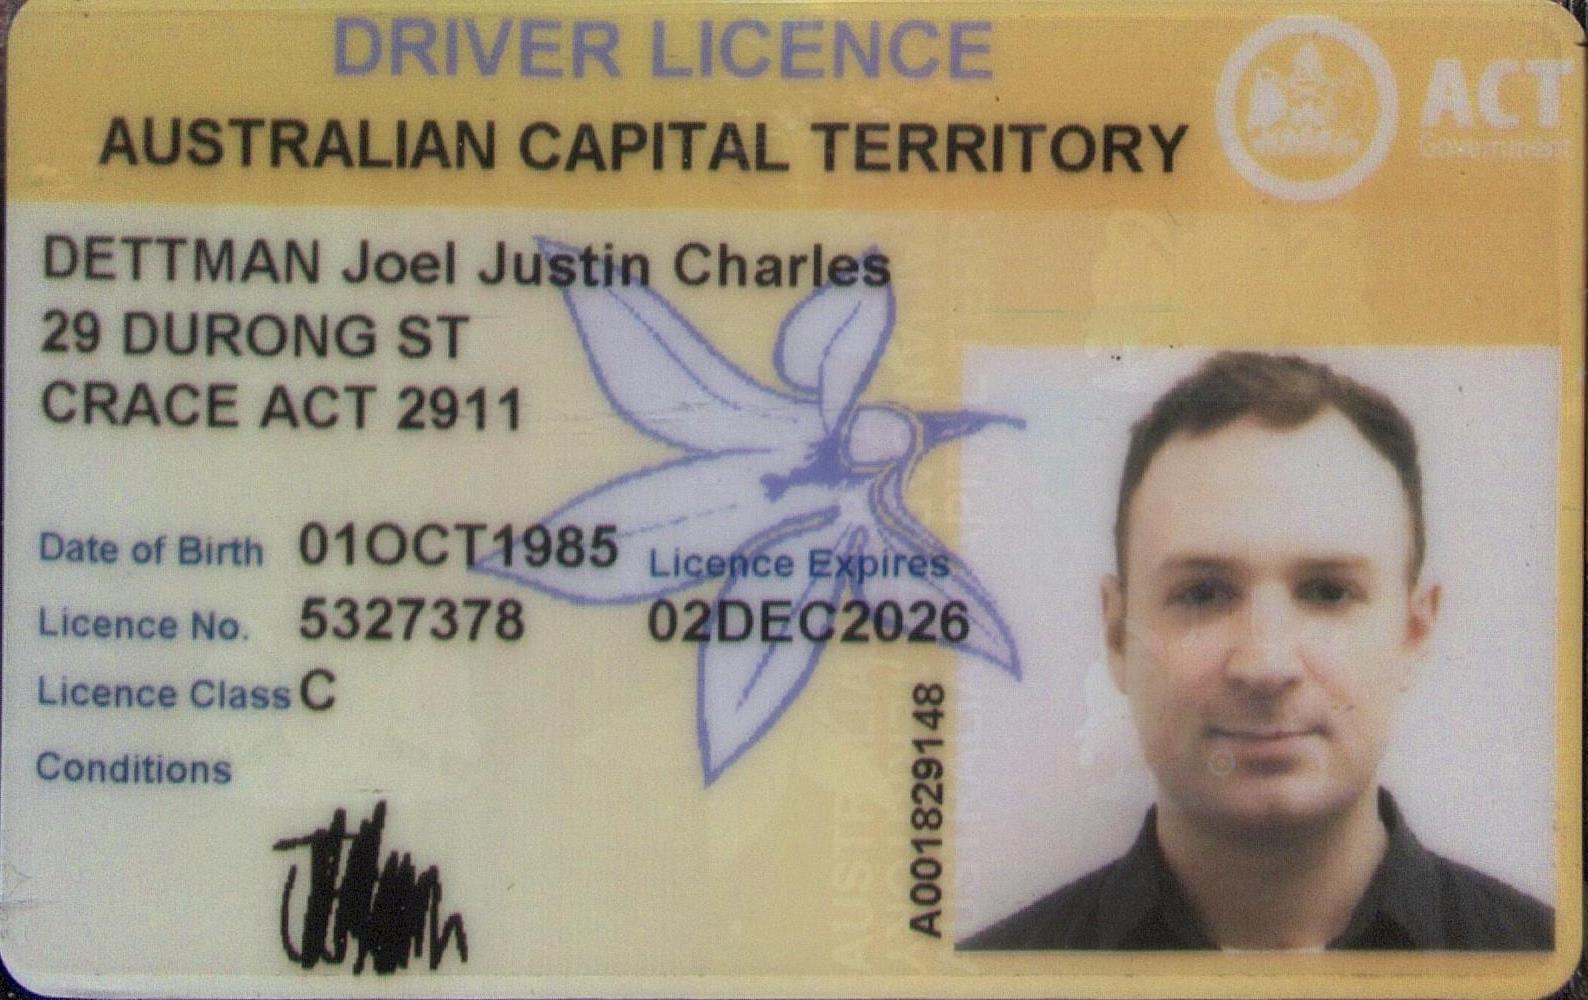 DRIVER LICENCE
AUSTRALIAN CAPITAL TERRITORY
ACT
Government
DETTMAN Joel Justin Charles
29 DURONG ST
CRACE ACT 2911
Date of Birth 01OCT1985
Licence Expires
Licence No. 5327378
02DEC2026
Licence Class C
Conditions
A001829148